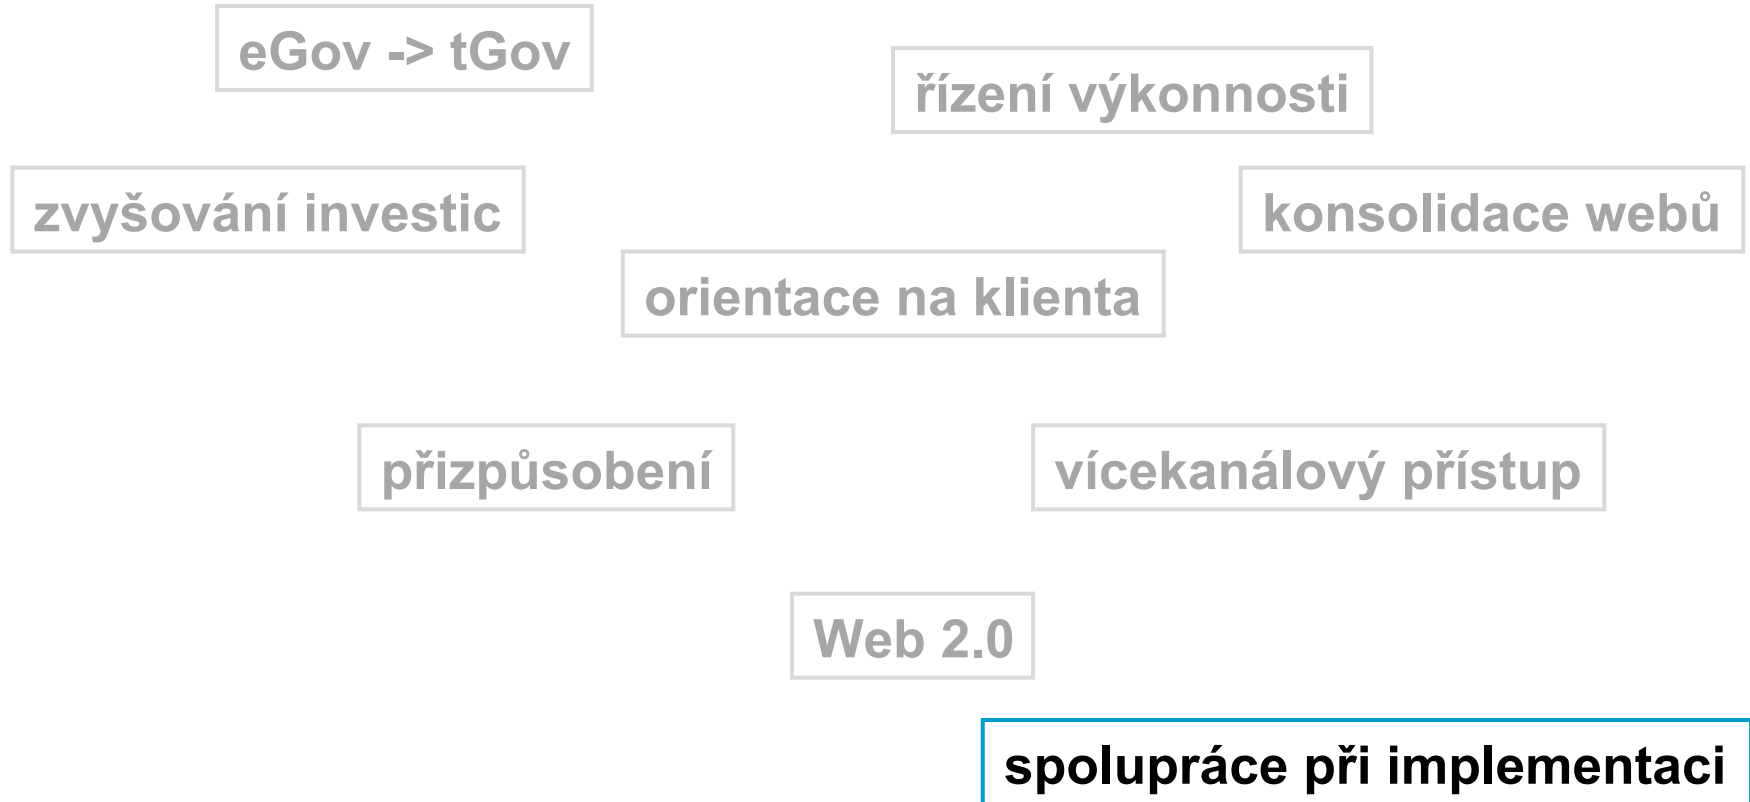 eGov -> tGov
řízení výkonnosti
zvyšování investic
konsolidace webů
orientace na klienta
přizpůsobení
vícekanálový přístup
Web 2.0
spolupráce při implementaci